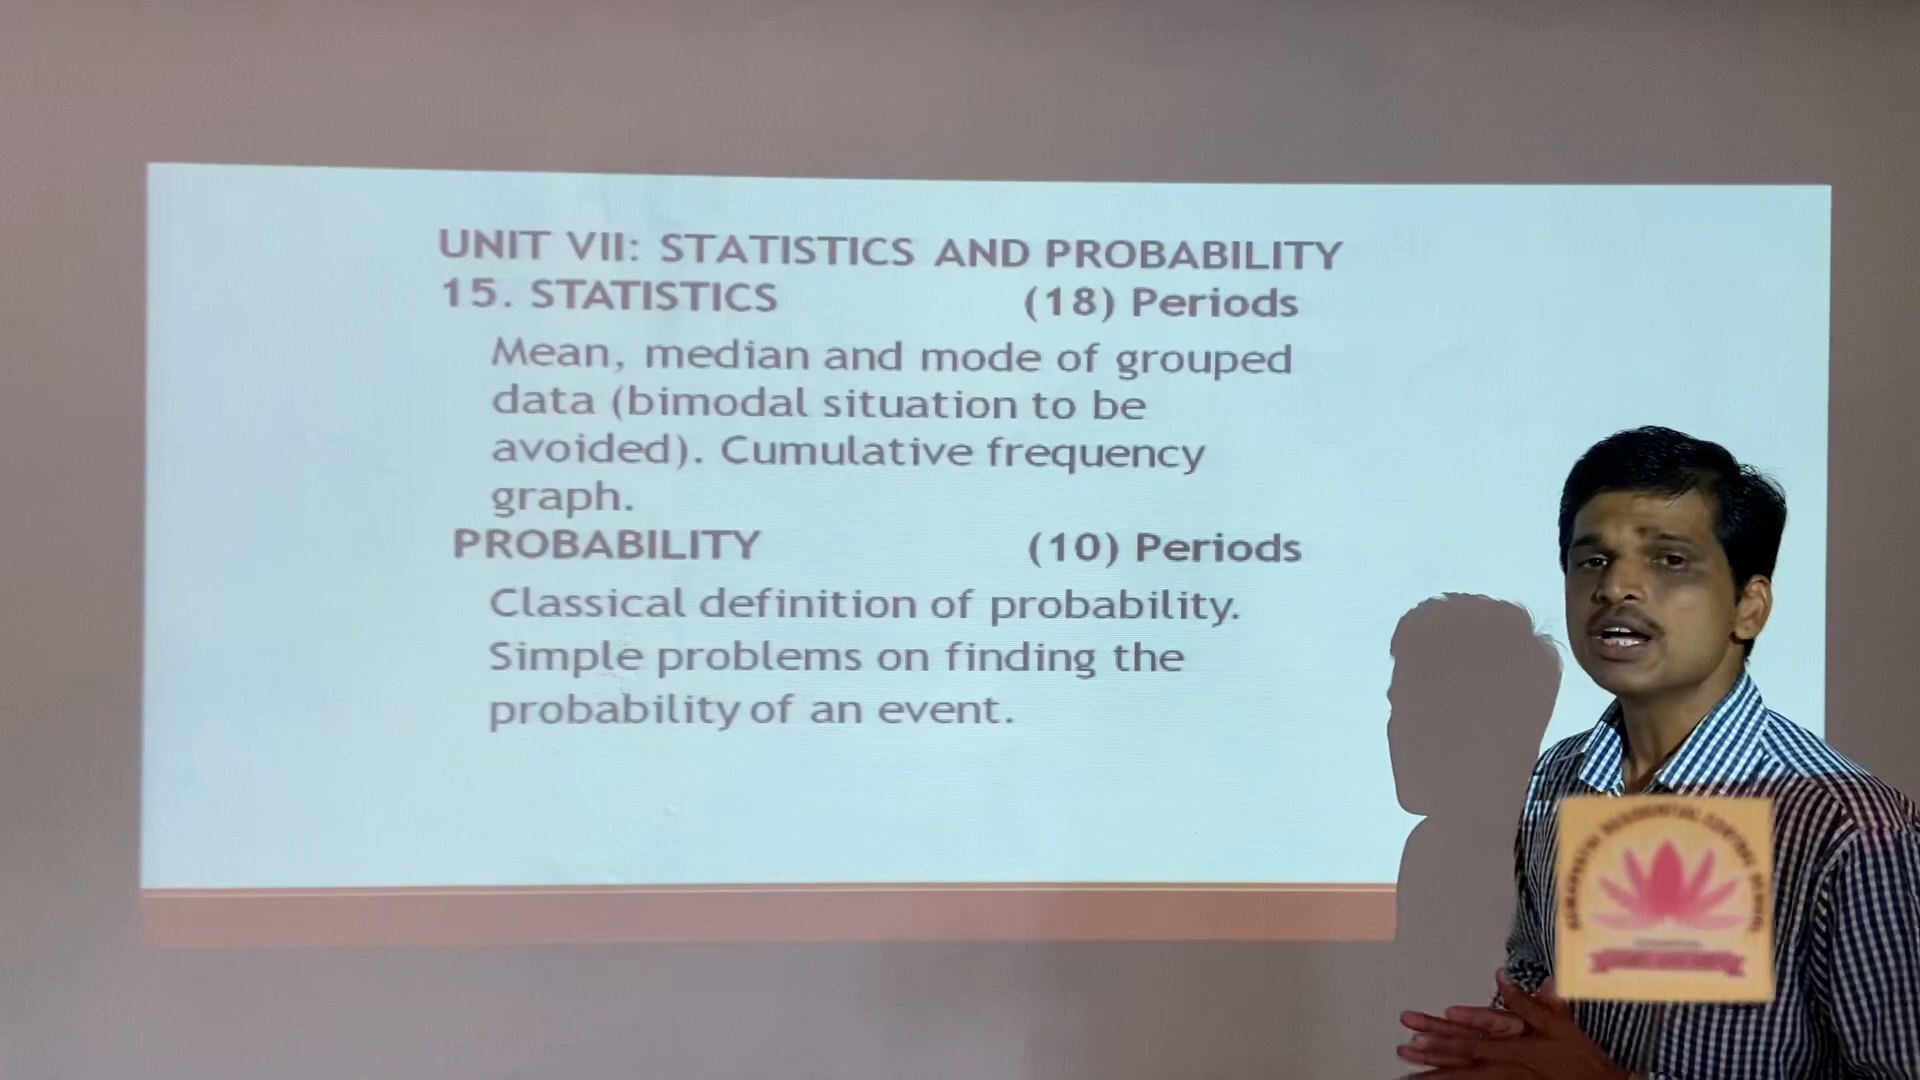 UNIT VII: STATISTICS AND PROBABILITY
15. STATISTICS (18) Periods
Mean, median and mode of grouped
data (bimodal situation to be
avoided). Cumulative frequency
graph.
PROBABILITY (10) Periods
Classical definition of probability.
Simple problems on finding the
probability of an event.